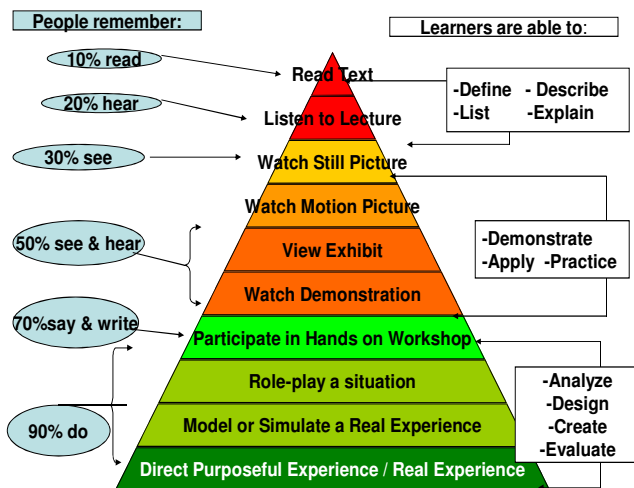 People remember:
Learners are able to:
10% read
20% hear
30% see
50% see & hear
70%say & write
90% do
Read Text
Listen to Lecture
Watch Still Picture
Watch Motion Picture
View Exhibit
Watch Demonstration
Participate in Hands on Workshop
Role-play a situation
Model or Simulate a Real Experience
Direct Purposeful Experience / Real Experience
-Define - Describe
-List -Explain
-Demonstrate
-Apply -Practice
-Analyze
-Design
-Create
-Evaluate